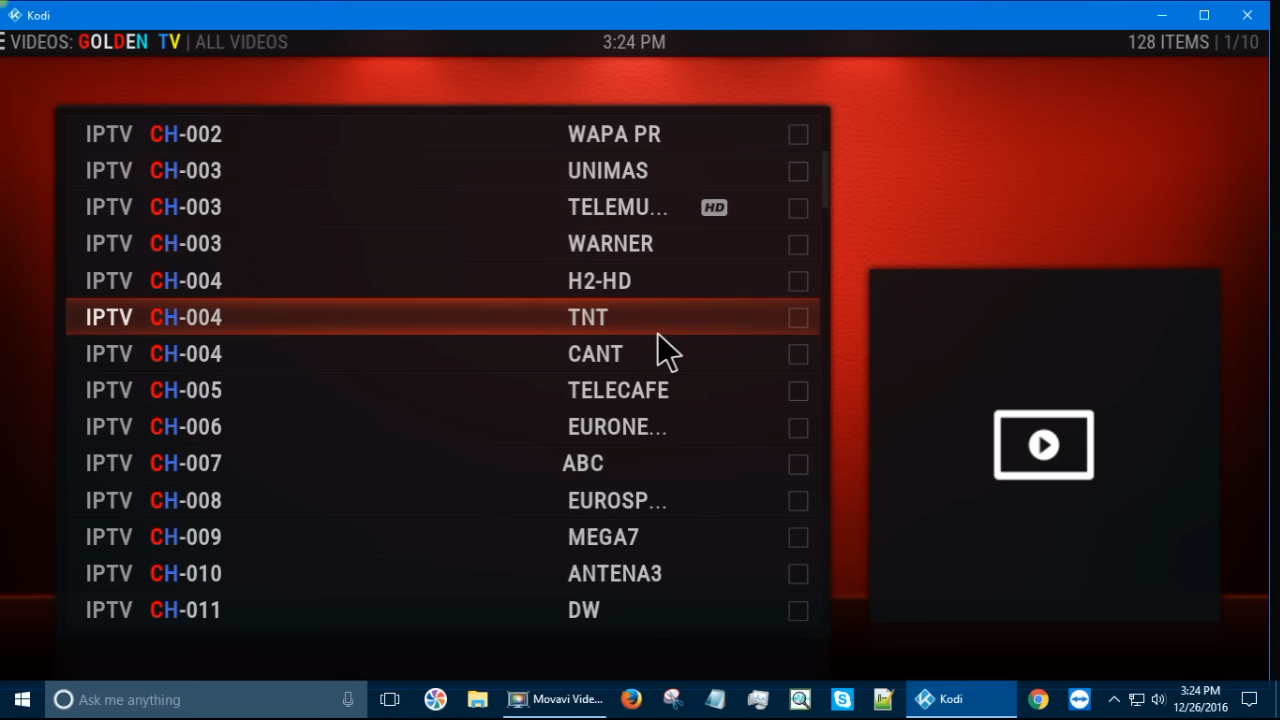 Kodi
VIDEOS: GOLDEN TV | ALL VIDEOS
3:24 PM
128 ITEMS | 1/10
IPTV CH-002 WAPA PR
IPTV CH-003 UNIMAS
IPTV CH-003 TELEMU... HD
IPTV CH-003 WARNER
IPTV CH-004 H2-HD
IPTV CH-004 TNT
IPTV CH-004 CANT
IPTV CH-005 TELECAFE
IPTV CH-006 EURONE...
IPTV CH-007 ABC
IPTV CH-008 EUROSP...
IPTV CH-009 MEGA7
IPTV CH-010 ANTENA3
IPTV CH-011 DW
Ask me anything
Movavi Vide...
Kodi
3:24 PM
12/26/2016